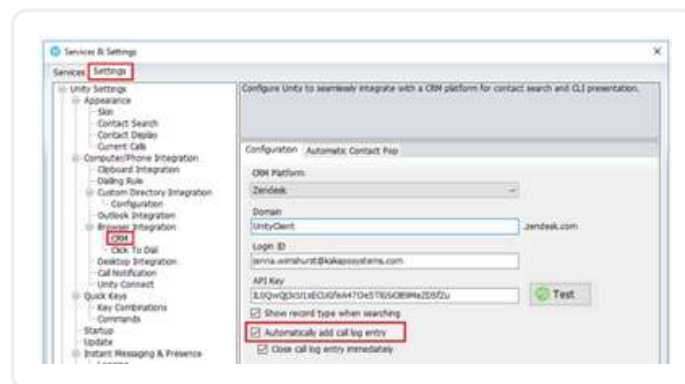 Services & Settings
Services Settings
Unity Settings
Appearance
Skin
Contact Search
Contact Display
Current Calls
Computer/Phone Integration
Clipboard Integration
Dialing Rule
Custom Directory Integration
Configuration
Outlook Integration
Browser Integration
CRM
Click To Dial
Desktop Integration
Call Notification
Unity Connect
Quick Keys
Key Combinations
Commands
Startup
Update
Instant Messaging & Presence
Configure Unity to seamlessly integrate with a CRM platform for contact search and CLI presentation.
Configuration Automatic Contact Pop
CRM Platform
Zendesk
Domain
UnityClient .zendesk.com
Login ID
jenna.wimshurst@kakaposystems.com
API Key
Test
Show record type when searching
Automatically add call log entry
Close call log entry immediately